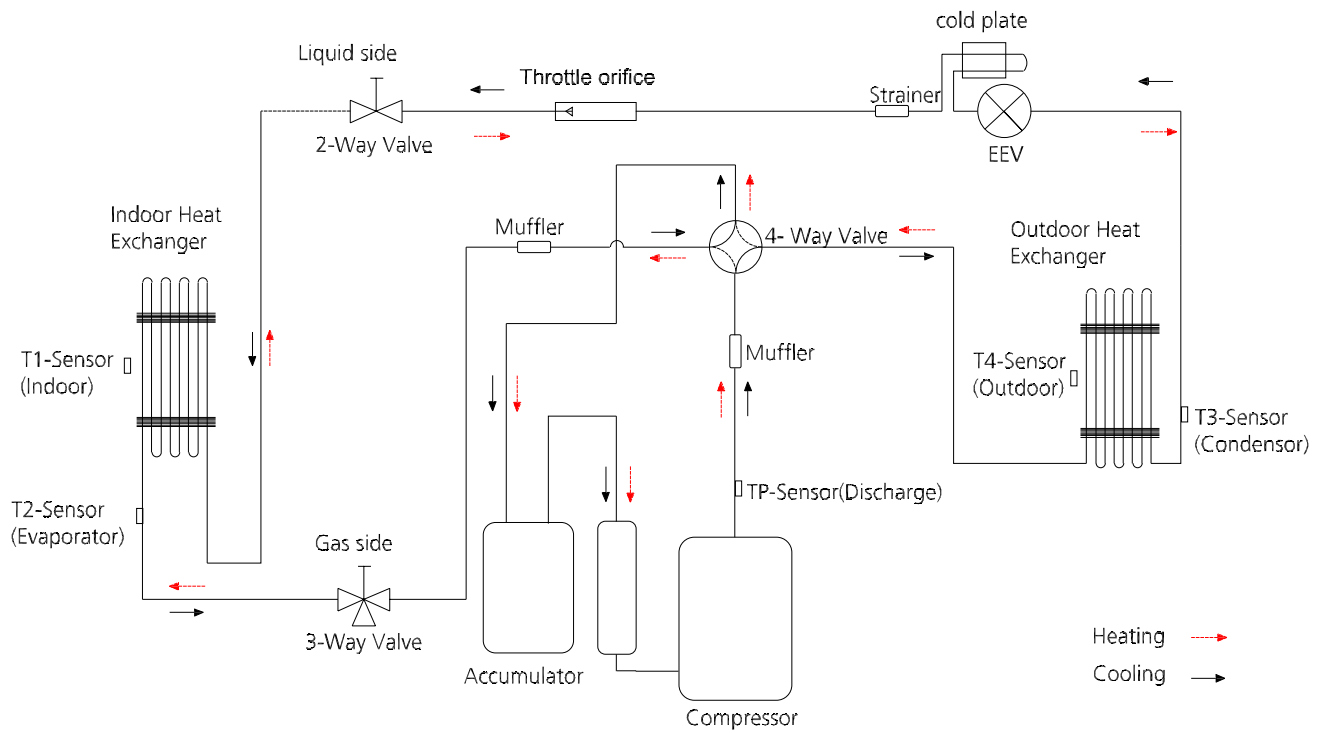 cold plate
Liquid side
Throttle orifice
Strainer
2-Way Valve
EEV
Indoor Heat
Exchanger
Muffler
4- Way Valve
Outdoor Heat
Exchanger
T1-Sensor
(Indoor)
Muffler
T4-Sensor
(Outdoor)
T3-Sensor
(Condensor)
T2-Sensor
(Evaporator)
TP-Sensor(Discharge)
Gas side
3-Way Valve
Accumulator
Compressor
Heating
Cooling